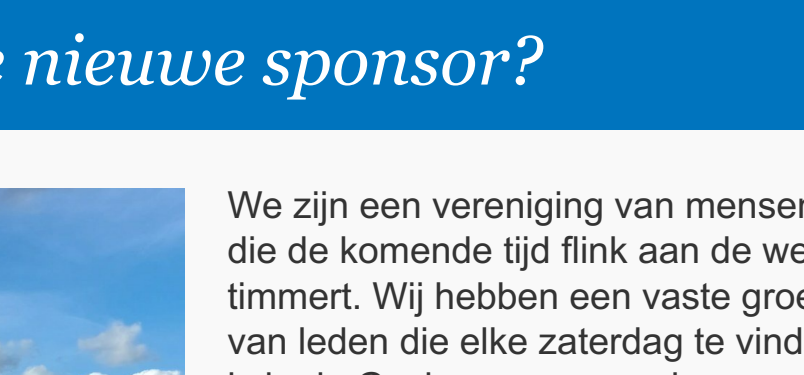 nieuwe sponsor?
We zijn een vereniging van mensen
die de komende tijd flink aan de we
timmert. Wij hebben een vaste groe
van leden die elke zaterdag te vind